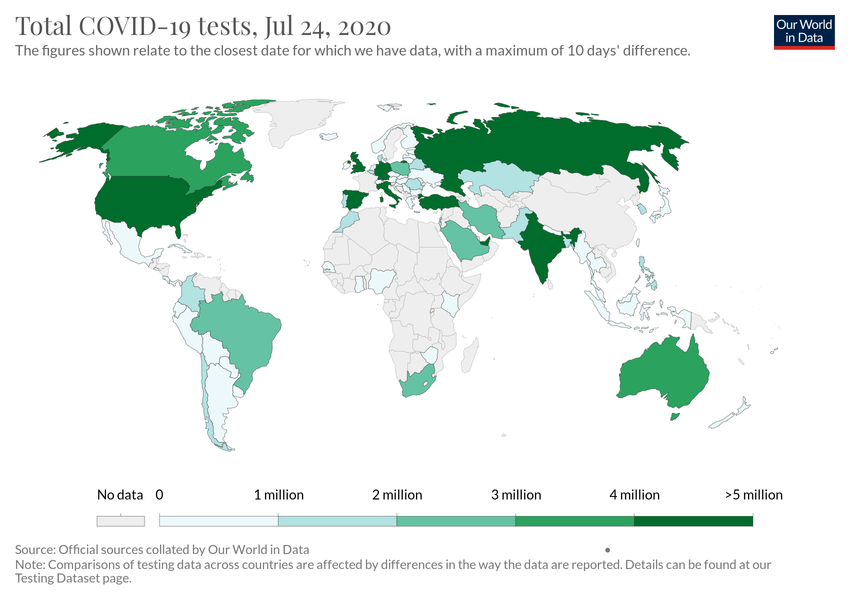 Total COVID-19 tests, Jul 24, 2020
The figures shown relate to the closest date for which we have data, with a maximum of 10 days' difference.
Our World
in Data
No data
0
1 million
2 million
3 million
4 million
>5 million
Source: Official sources collated by Our World in Data
Note: Comparisons of testing data across countries are affected by differences in the way the data are reported. Details can be found at our
Testing Dataset page.